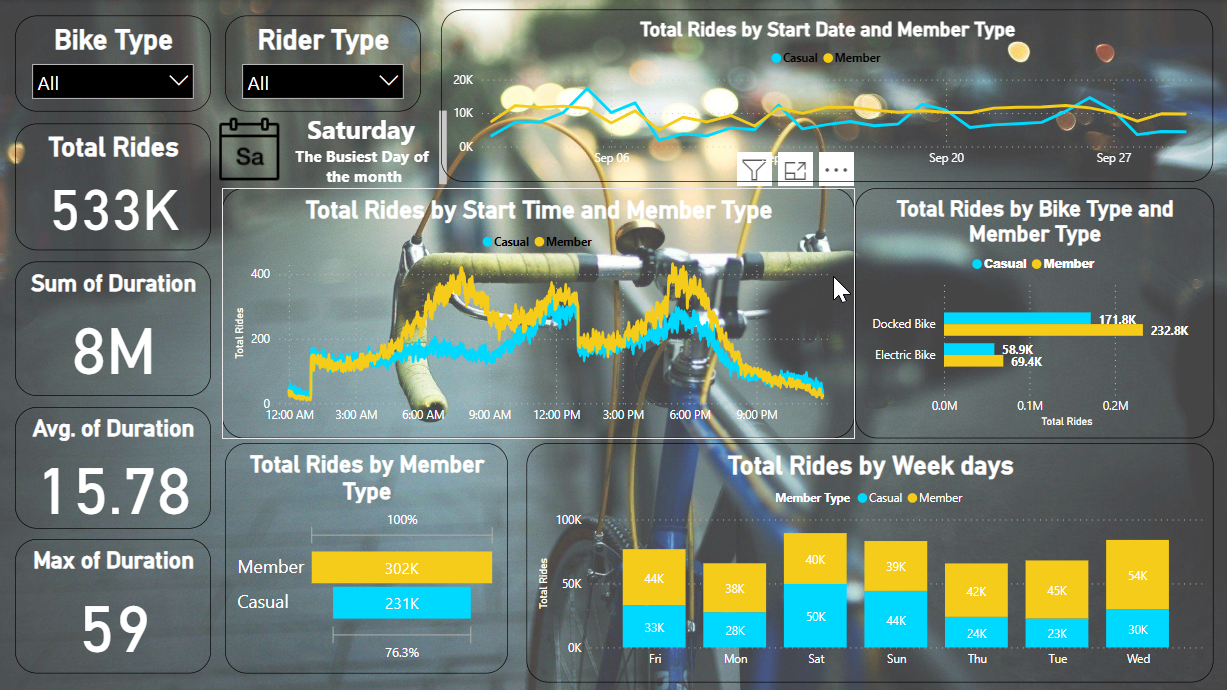 Bike Type
All
Rider Type
All
Total Rides by Start Date and Member Type
Casual Member
20K
10K
0K
Sep 06
Sep 20
Sep 27
Total Rides
533K
Sa
Saturday
The Busiest Day of
the month
Sum of Duration
8M
Avg. of Duration
15.78
Max of Duration
59
Total Rides by Start Time and Member Type
Casual Member
Total Rides
400
200
0
12:00 AM 3:00 AM 6:00 AM 9:00 AM 12:00 PM 3:00 PM 6:00 PM 9:00 PM
Total Rides by Bike Type and
Member Type
Casual Member
Docked Bike
171.8K
232.8K
Electric Bike
58.9K
69.4K
0.0M 0.1M 0.2M
Total Rides
Total Rides by Member
Type
100%
Member 302K
Casual 231K
76.3%
Total Rides by Week days
Member Type Casual Member
Total Rides
100K
50K
0K
44K 38K 40K 39K 42K 45K 54K
33K 28K 50K 44K 24K 23K 30K
Fri Mon Sat Sun Thu Tue Wed